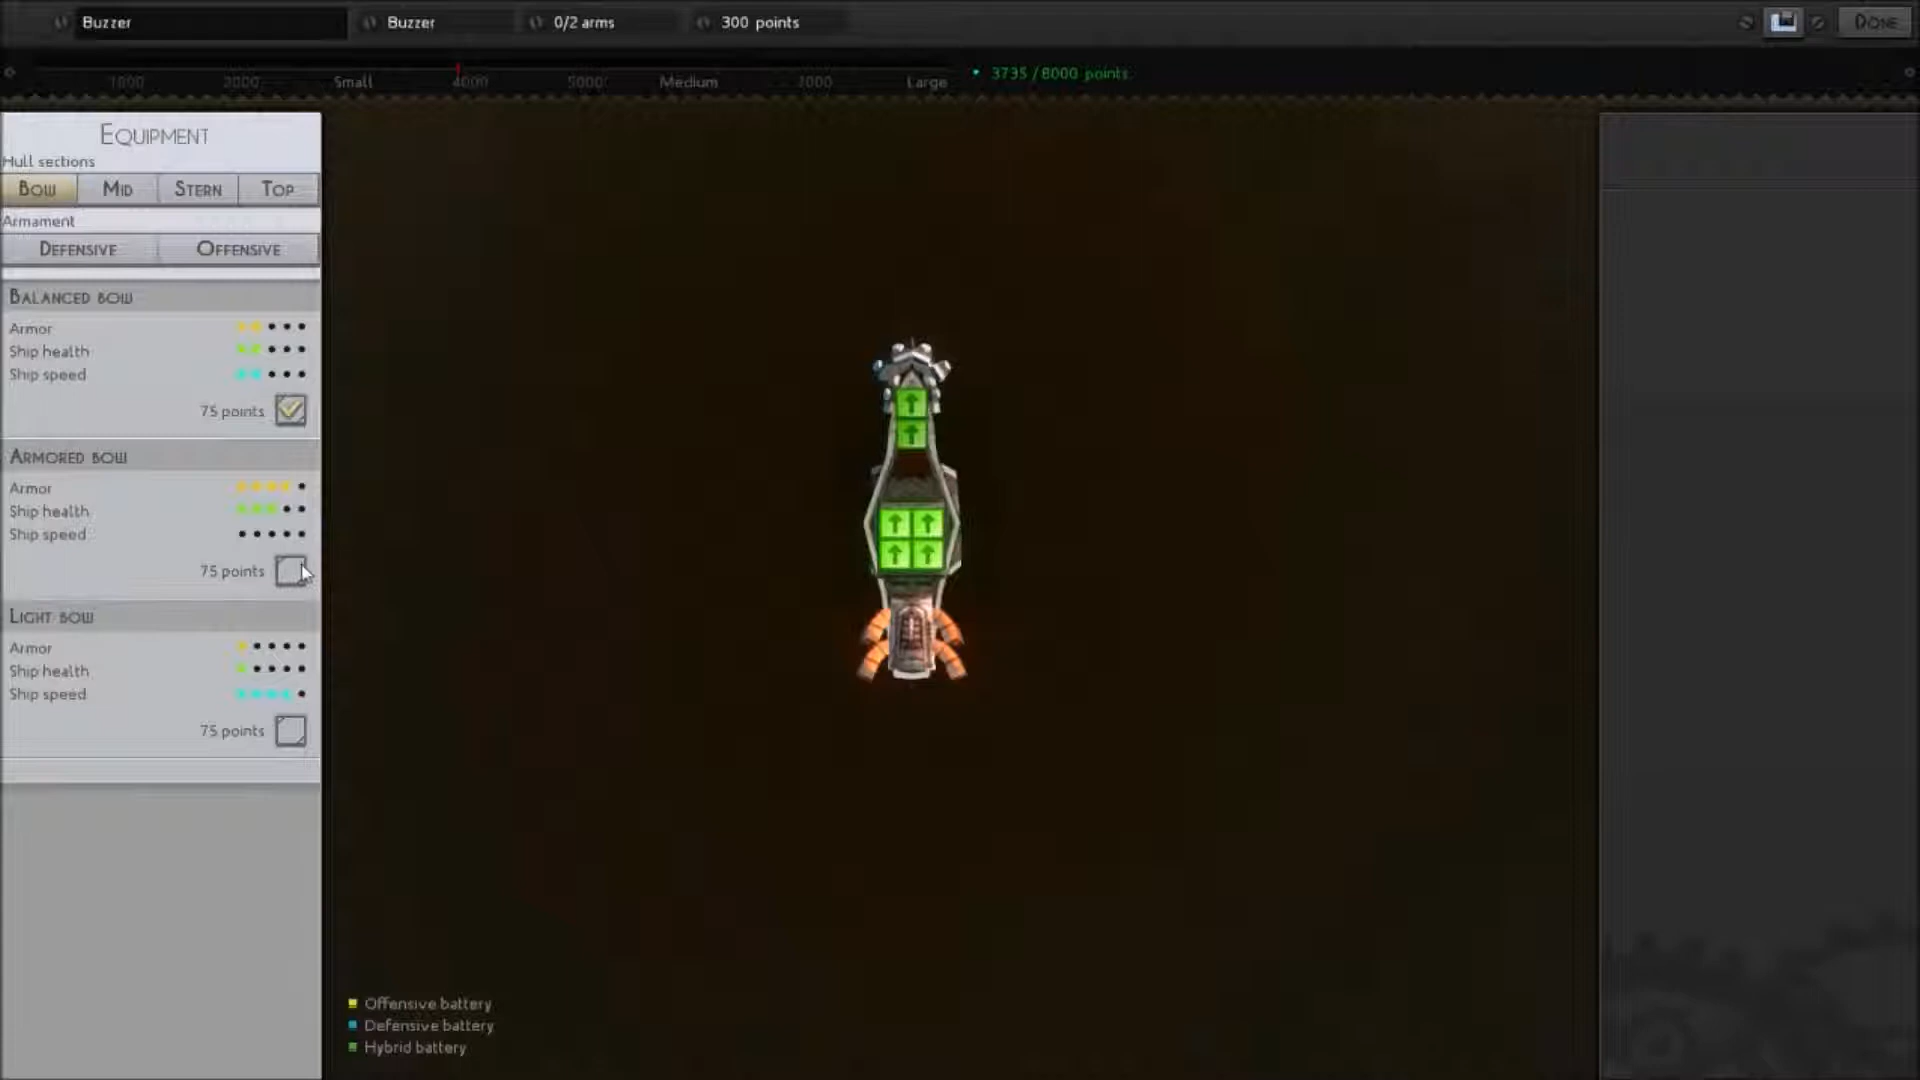 Buzzer
Buzzer
0/2 arms
300 points
DONE
1000
2000
Small
4000
5000
Medium
7000
Large
3735 / 8000 points
EQUIPMENT
Hull sections
BOW
MID
STERN
TOP
Armament
DEFENSIVE
OFFENSIVE
BALANCED BOW
Armor
Ship health
Ship speed
75 points
ARMORED BOW
Armor
Ship health
Ship speed
75 points
LIGHT BOW
Armor
Ship health
Ship speed
75 points
Offensive battery
Defensive battery
Hybrid battery